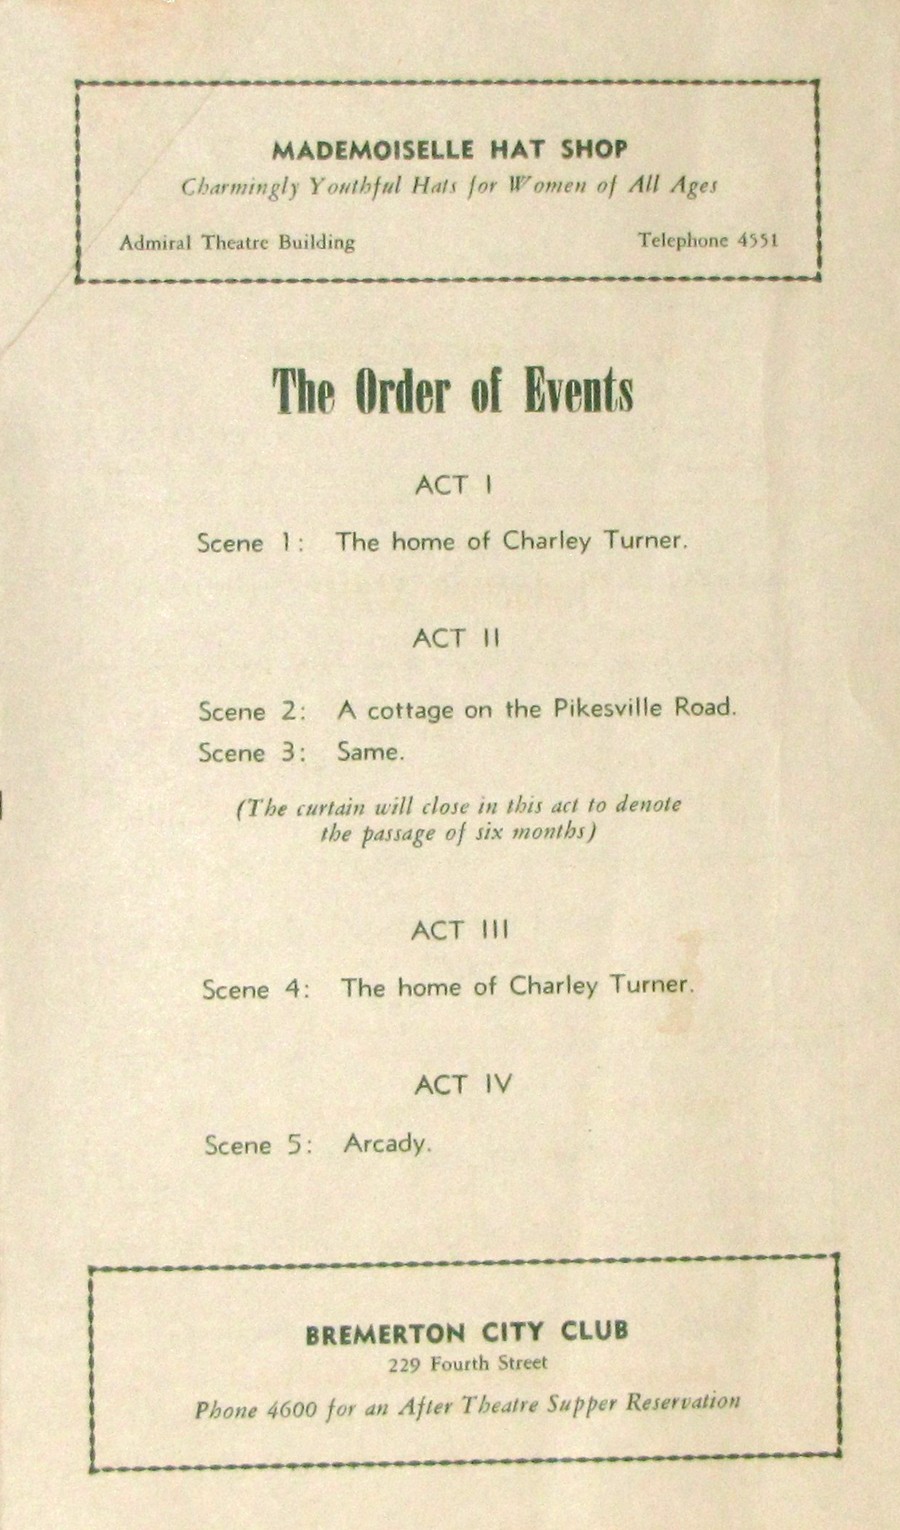 MADEMOISELLE HAT SHOP
Charmingly Youthful Hats for Women of All Ages
Admiral Theatre Building Telephone 4551
The Order of Events
ACT I
Scene 1: The home of Charley Turner.
ACT II
Scene 2: A cottage on the Pikesville Road.
Scene 3: Same.
(The curtain will close in this act to denote
the passage of six months)
ACT III
Scene 4: The home of Charley Turner.
ACT IV
Scene 5: Arcady.
BREMERTON CITY CLUB
229 Fourth Street
Phone 4600 for an After Theatre Supper Reservation